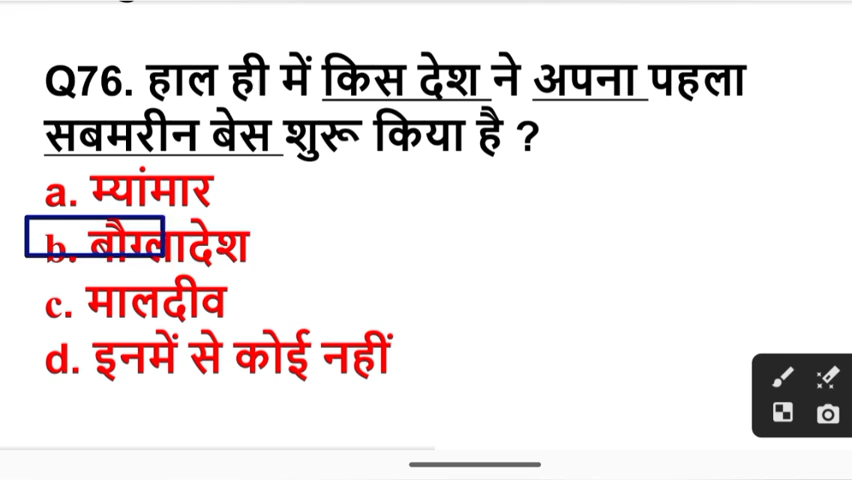 Q76. हाल ही में किस देश ने अपना पहला
सबमरीन बेस शुरू किया है ?
a. म्यांमार
b. बौग्लादेश
c. मालदीव
d. इनमें से कोई नहीं